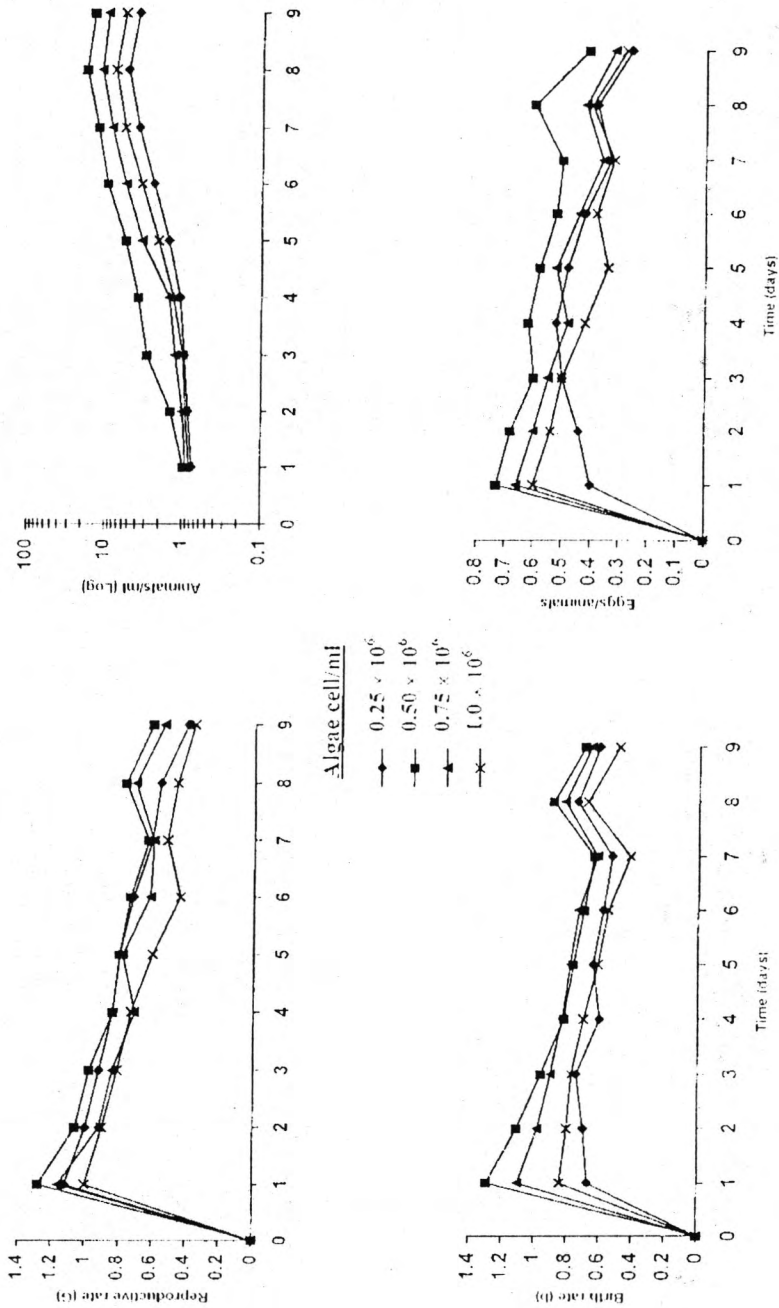 Reproductive rate (G)
1.4
1.2
1
0.8
0.6
0.4
0.2
0
0 1 2 3 4 5 6 7 8 9
Animals/ml (Log)
100
10
1
0.1
0 1 2 3 4 5 6 7 8 9
Algae cell/ml
0.25 × 10⁶
0.50 × 10⁶
0.75 × 10⁶
1.0 × 10⁶
Birth rate (b)
1.4
1.2
1
0.8
0.6
0.4
0.2
0
0 1 2 3 4 5 6 7 8 9
Time (days)
Eggs/animals
0.8
0.7
0.6
0.5
0.4
0.3
0.2
0.1
0
0 1 2 3 4 5 6 7 8 9
Time (days)